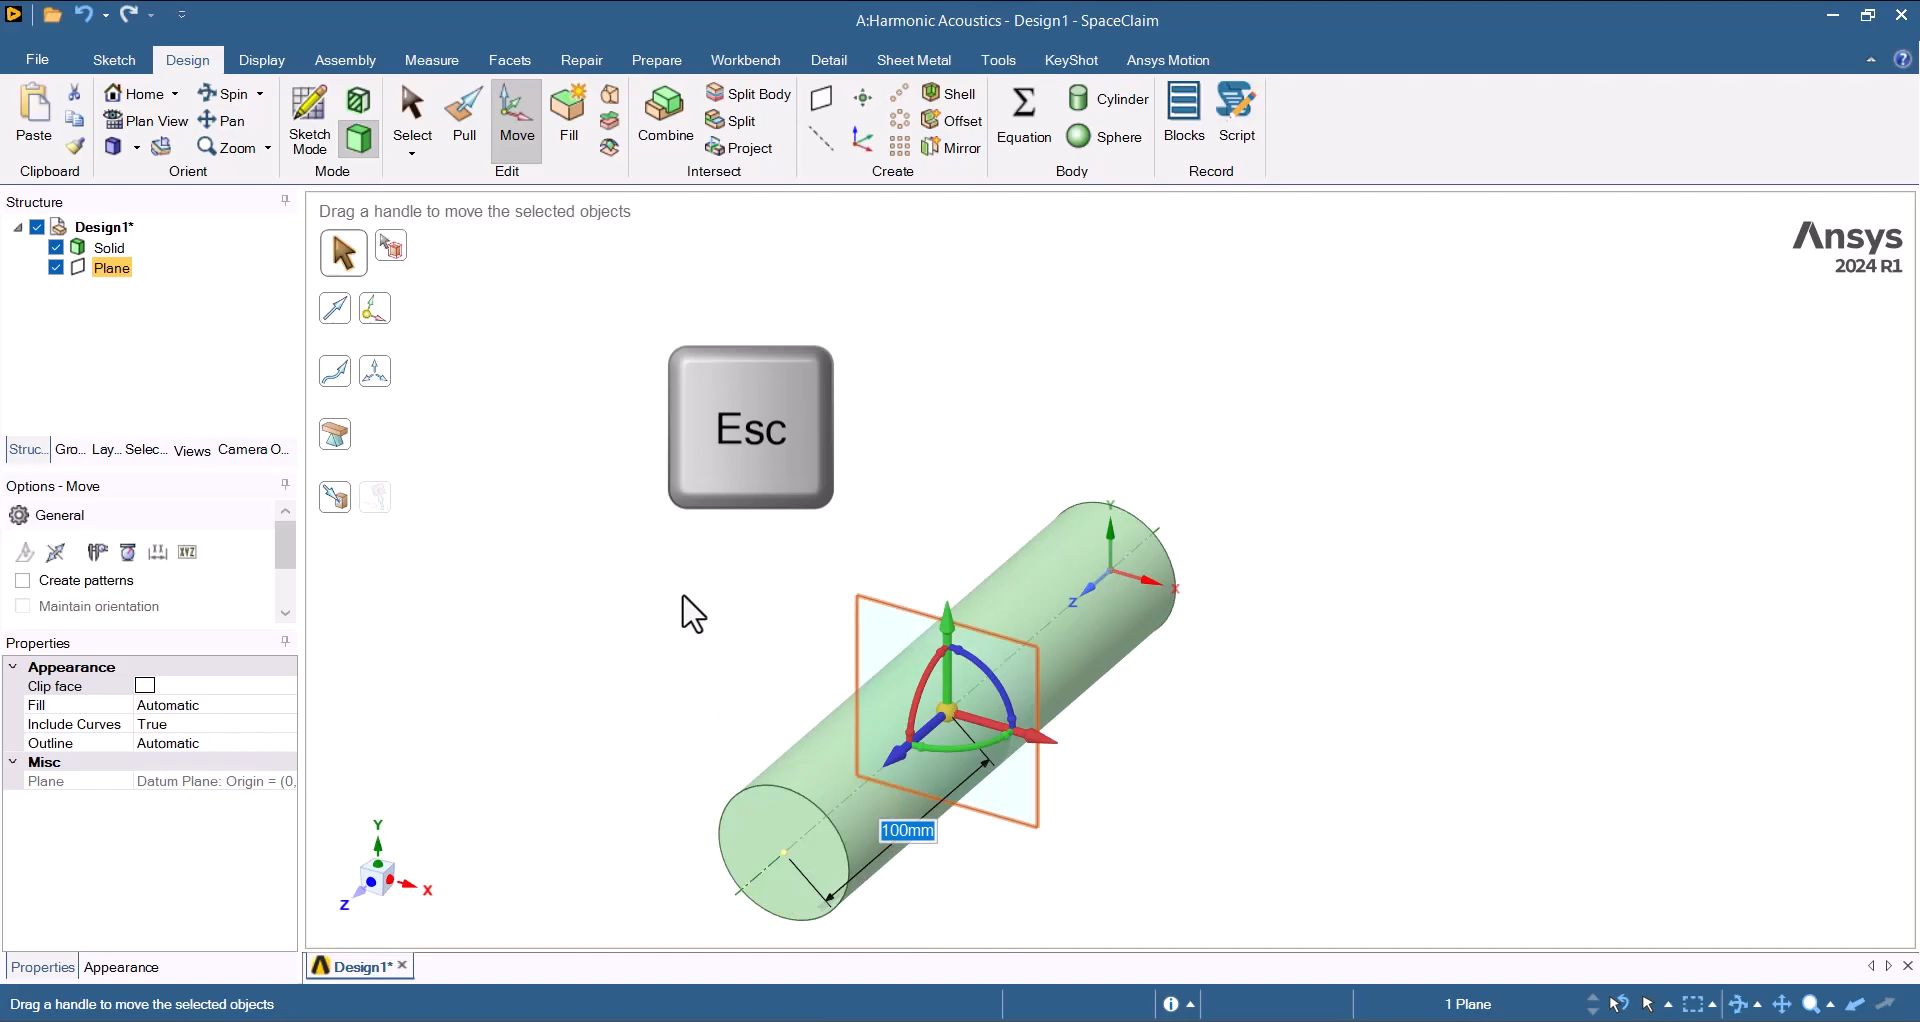 A:Harmonic Acoustics - Design1 - SpaceClaim
File Sketch Design Display Assembly Measure Facets Repair Prepare Workbench Detail Sheet Metal Tools KeyShot Ansys Motion
Paste
Clipboard
Home
Spin
Plan View
Pan
Zoom
Orient
Sketch
Mode
Mode
Select
Pull
Move
Fill
Edit
Combine
Split Body
Split
Project
Intersect
Shell
Offset
Mirror
Create
Equation
Cylinder
Sphere
Body
Blocks
Script
Record
Structure
Design1*
Solid
Plane
Struc... Gro... Lay... Selec... Views Camera O...
Options - Move
General
XYZ
Create patterns
Maintain orientation
Properties
Appearance
Clip face
Fill Automatic
Include Curves True
Outline Automatic
Misc
Plane Datum Plane: Origin = (0,
Properties Appearance
Drag a handle to move the selected objects
Ansys
2024 R1
Esc
Y
X
Z
100mm
Y
X
Z
Design1*
Drag a handle to move the selected objects
1 Plane